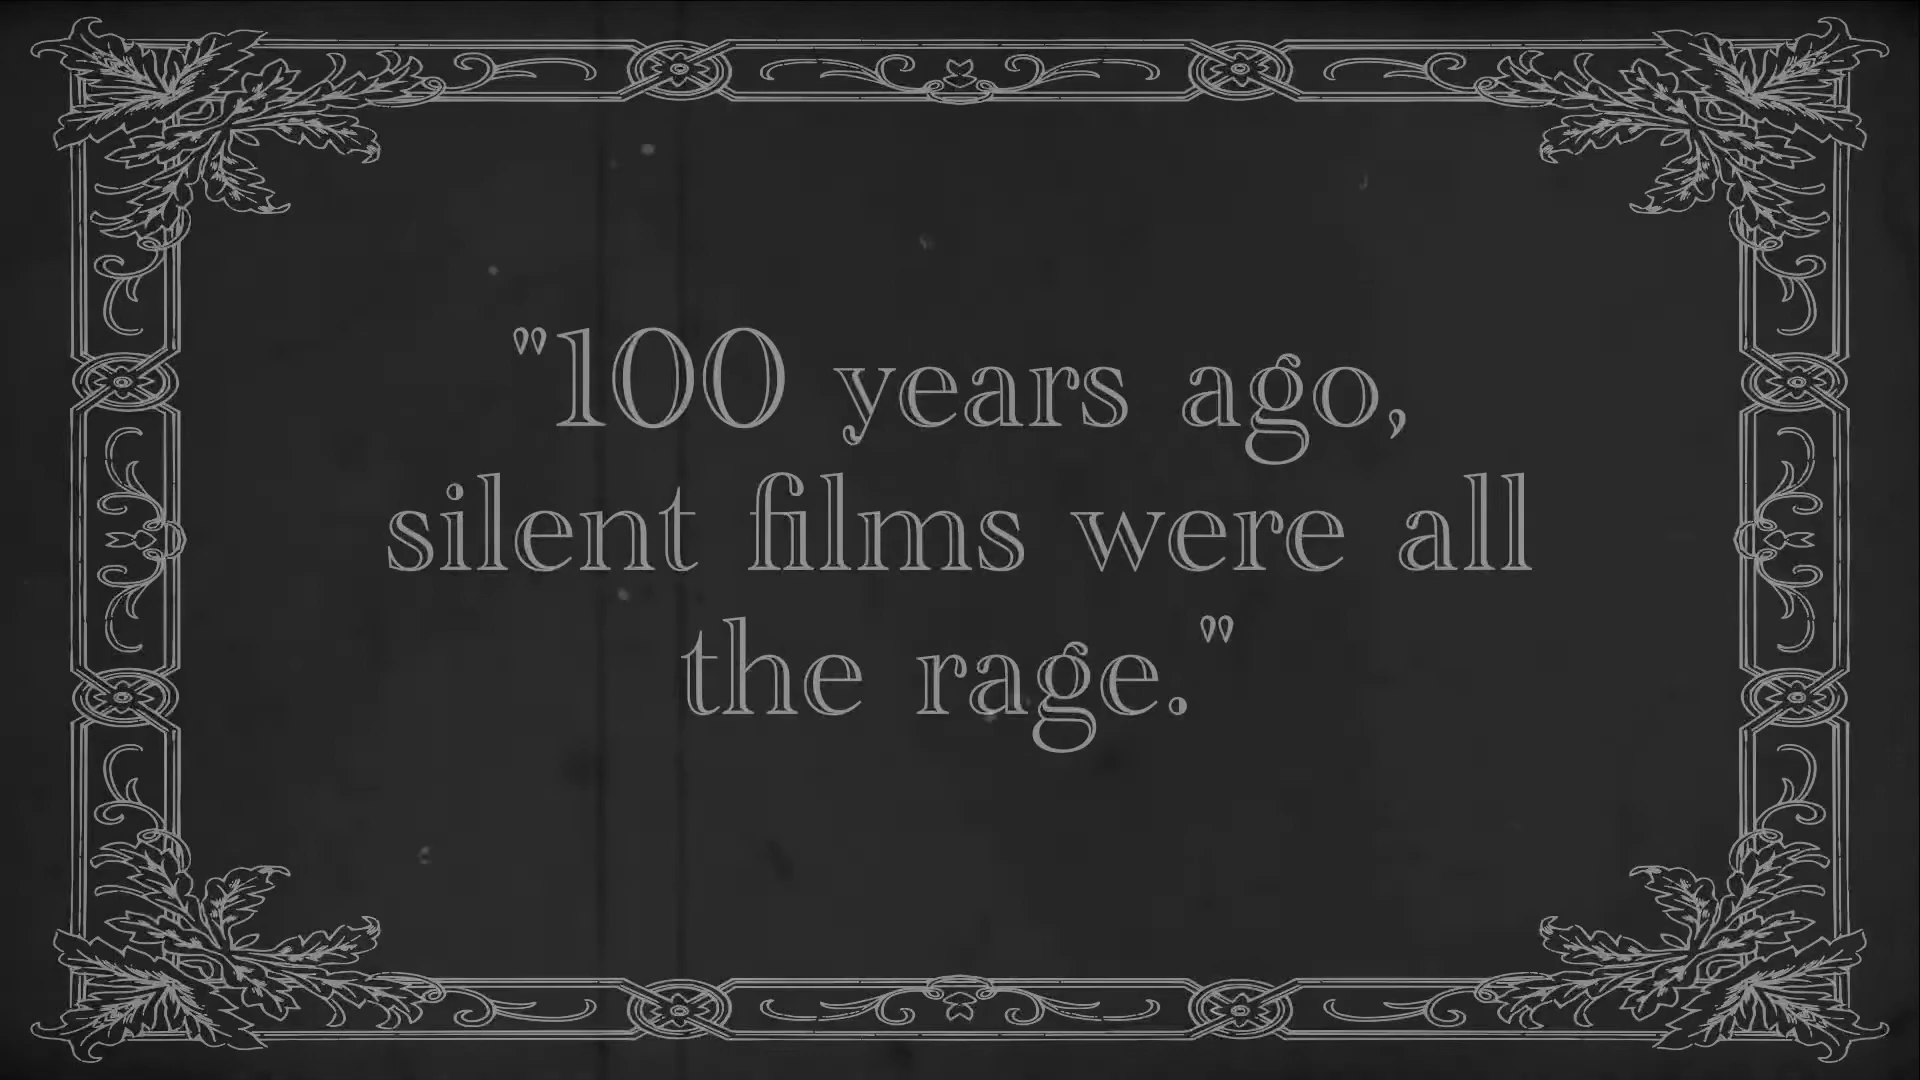 "100 years ago,
silent films were all
the rage."